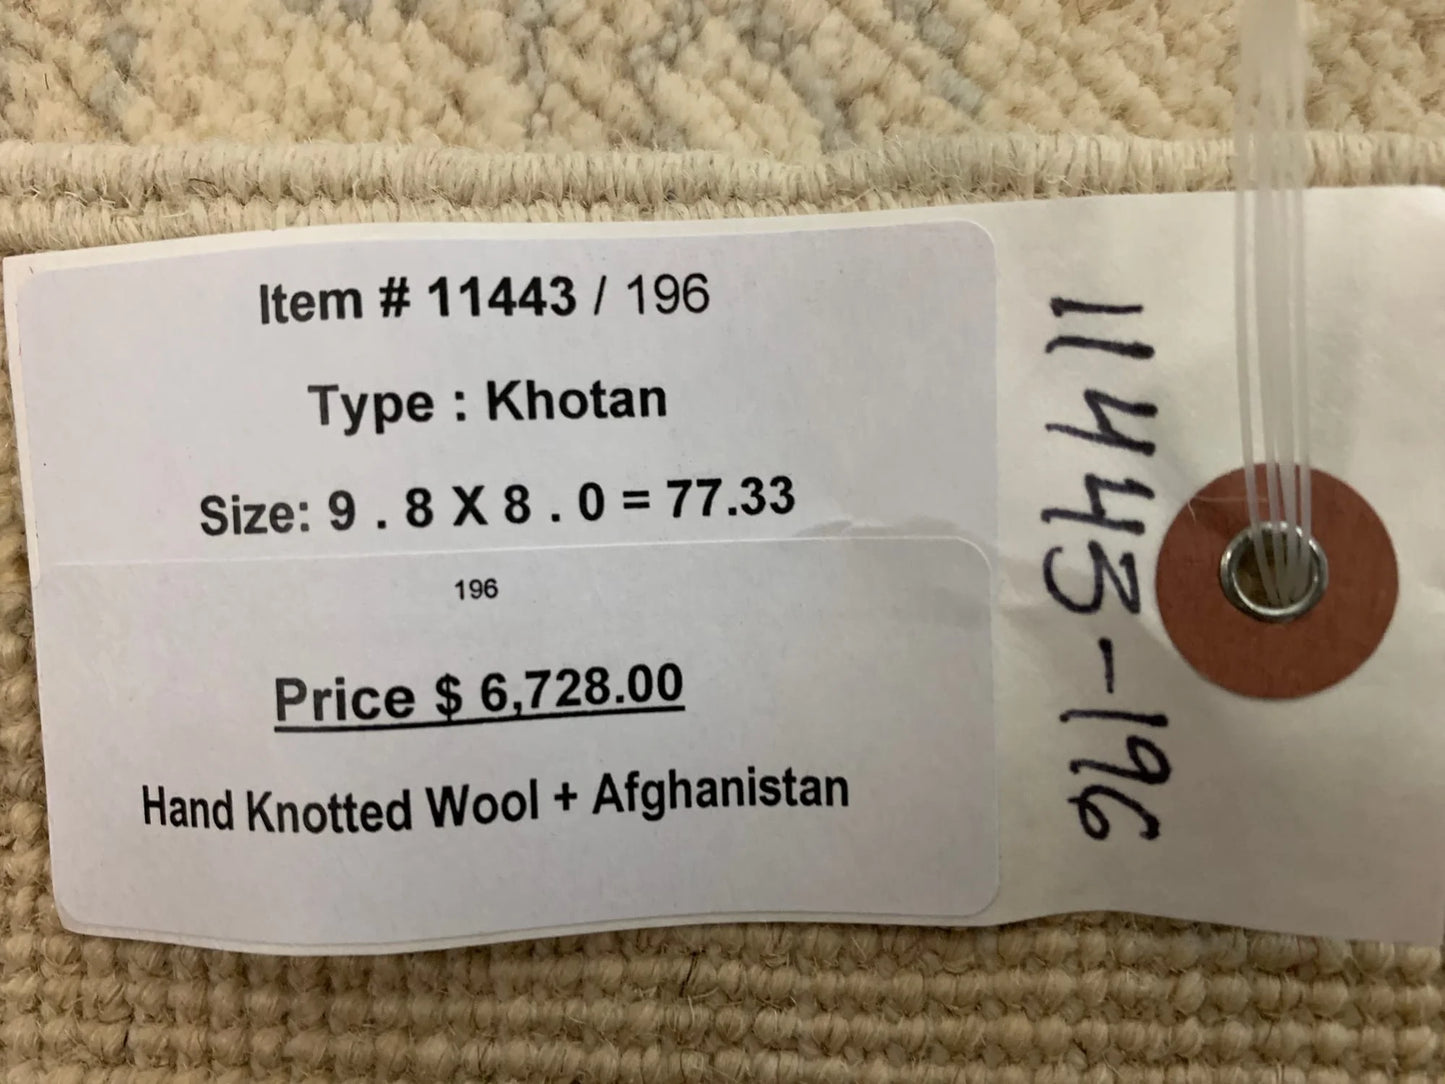 Item # 11443 / 196
Type : Khotan
Size: 9 . 8 X 8 . 0 = 77.33
196
Price $ 6,728.00
Hand Knotted Wool + Afghanistan
11443-196